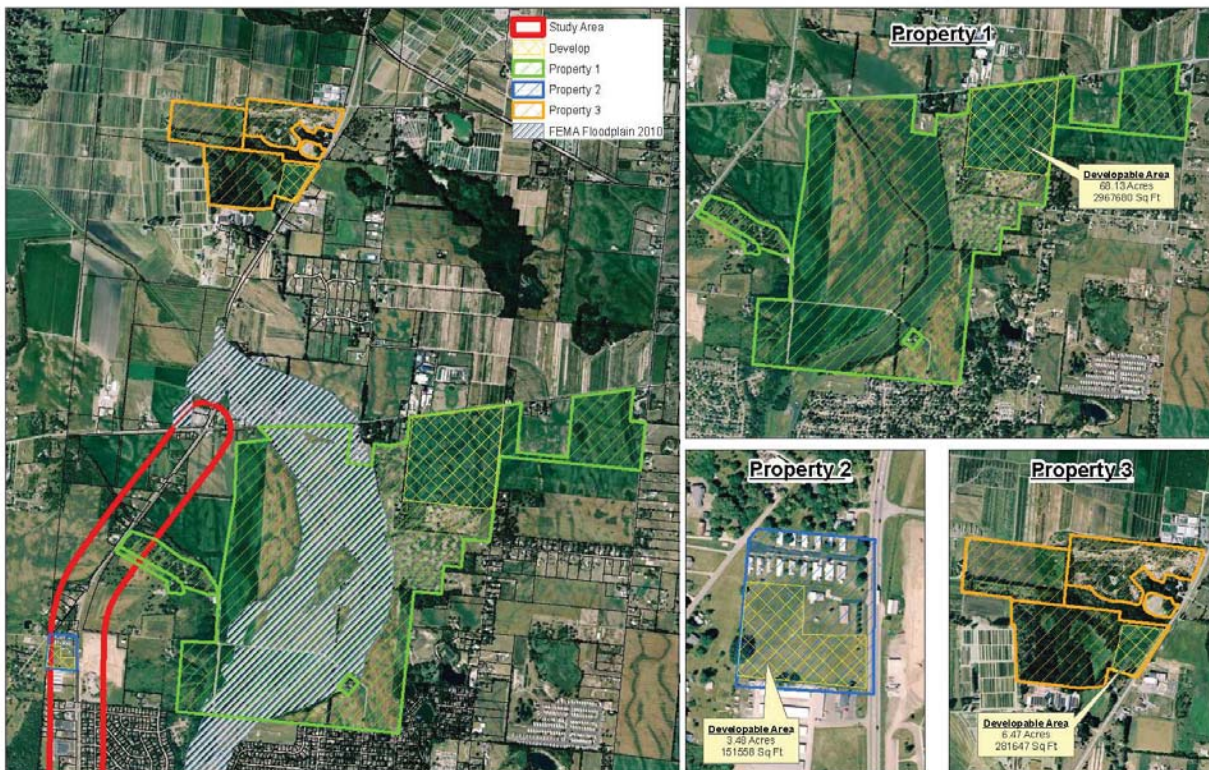 Study Area
Develop
Property 1
Property 2
Property 3
FEMA Floodplain 2010
Property 1
Developable Area
68.13 Acres
2967680 Sq Ft
Property 2
Developable Area
3.48 Acres
151558 Sq Ft
Property 3
Developable Area
6.47 Acres
281647 Sq Ft